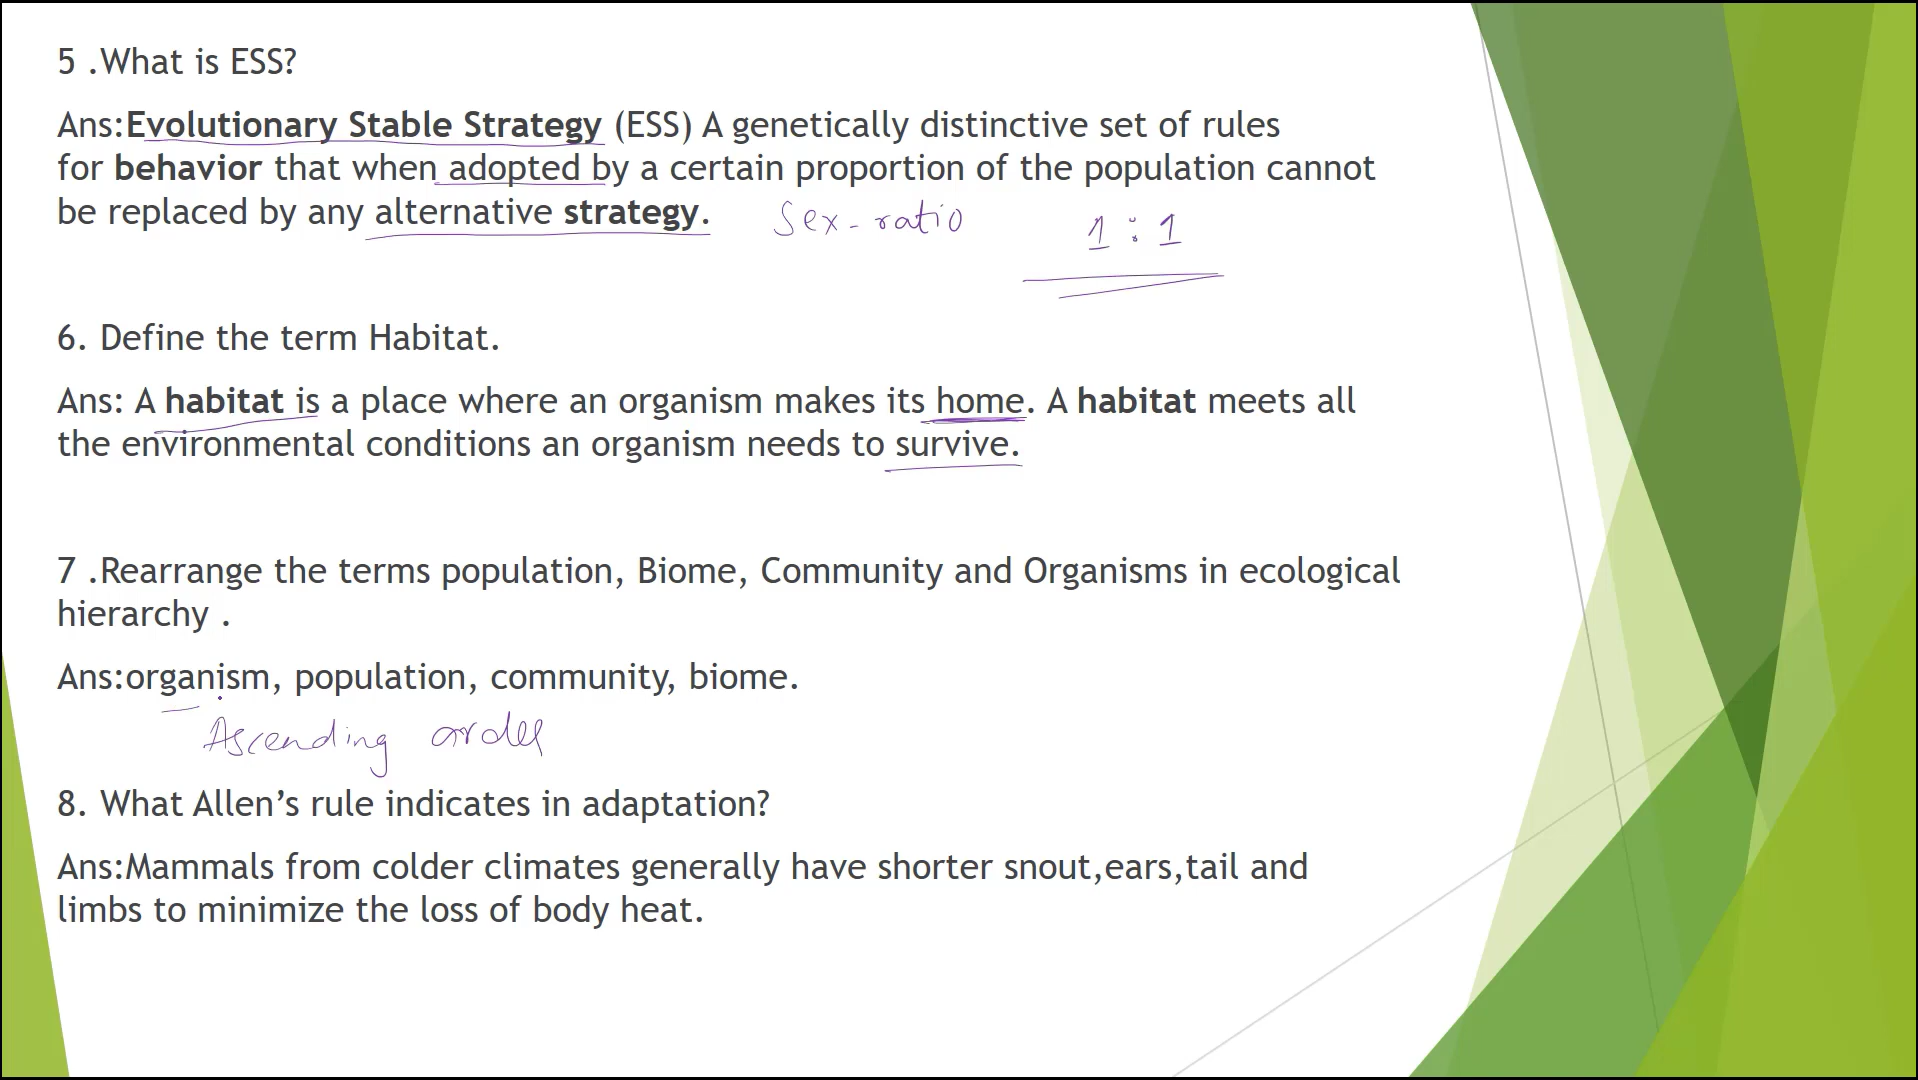 5 .What is ESS?
Ans:Evolutionary Stable Strategy (ESS) A genetically distinctive set of rules
for behavior that when adopted by a certain proportion of the population cannot
be replaced by any alternative strategy.
Sex-ratio 1 : 1
6. Define the term Habitat.
Ans: A habitat is a place where an organism makes its home. A habitat meets all
the environmental conditions an organism needs to survive.
7 .Rearrange the terms population, Biome, Community and Organisms in ecological
hierarchy .
Ans:organism, population, community, biome.
Ascending order
8. What Allen’s rule indicates in adaptation?
Ans:Mammals from colder climates generally have shorter snout,ears,tail and
limbs to minimize the loss of body heat.